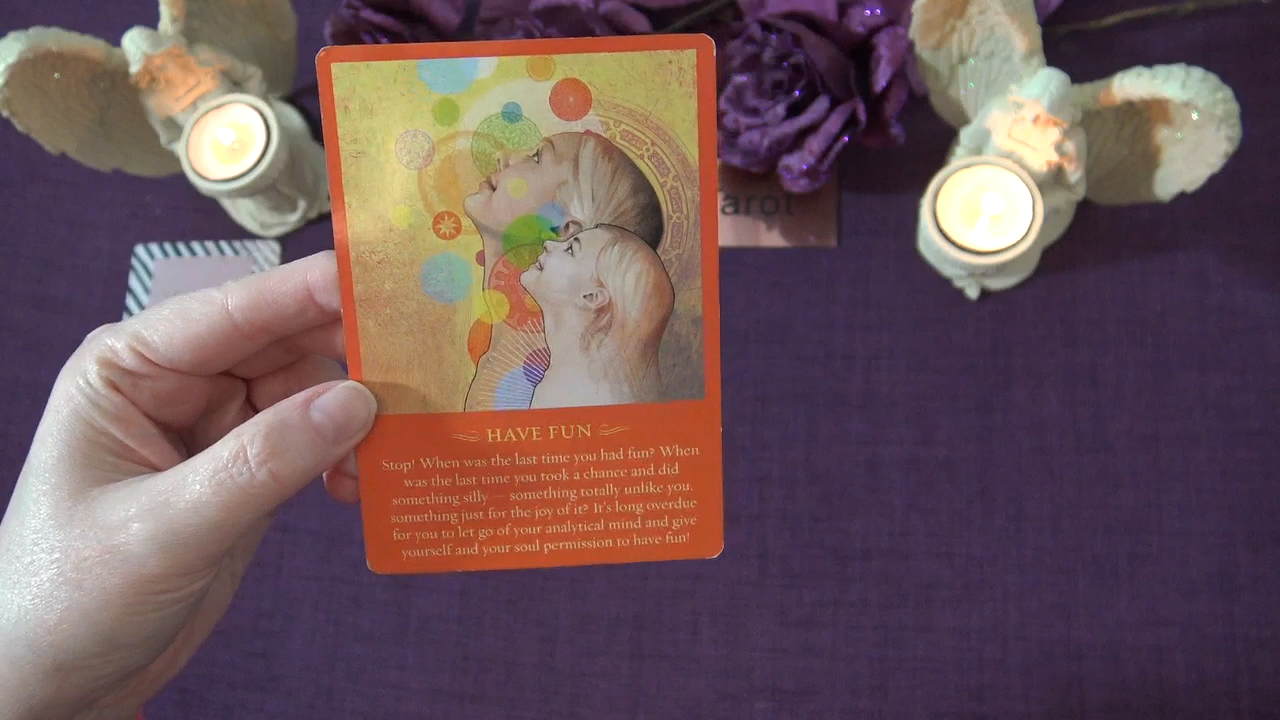 arot
HAVE FUN
Stop! When was the last time you had fun? When
was the last time you took a chance and did
something silly — something totally unlike you,
something just for the joy of it? It's long overdue
for you to let go of your analytical mind and give
yourself and your soul permission to have fun!